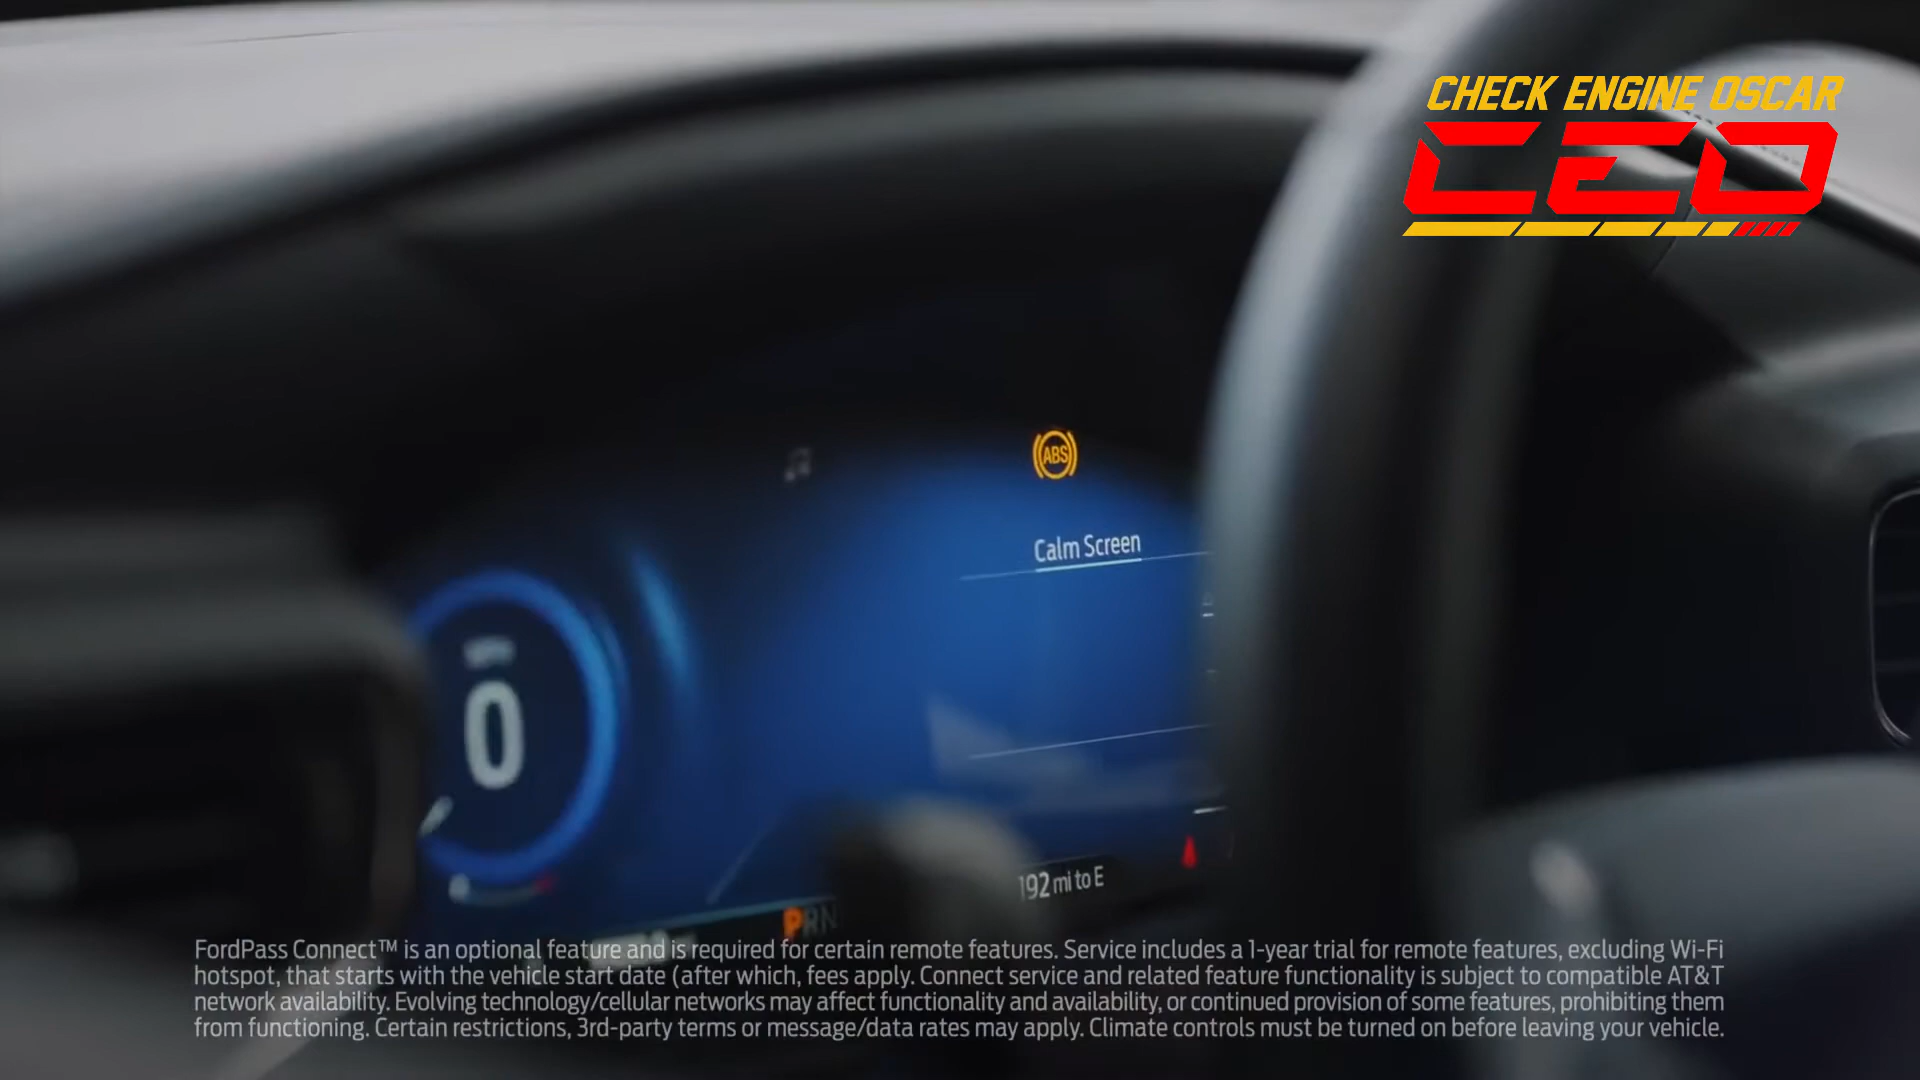 CHECK ENGINE OSCAR
CEO
ABS
Calm Screen
0
192 mi to E
PRN
FordPass Connect™ is an optional feature and is required for certain remote features. Service includes a 1-year trial for remote features, excluding Wi-Fi
hotspot, that starts with the vehicle start date (after which, fees apply. Connect service and related feature functionality is subject to compatible AT&T
network availability. Evolving technology/cellular networks may affect functionality and availability, or continued provision of some features, prohibiting them
from functioning. Certain restrictions, 3rd-party terms or message/data rates may apply. Climate controls must be turned on before leaving your vehicle.